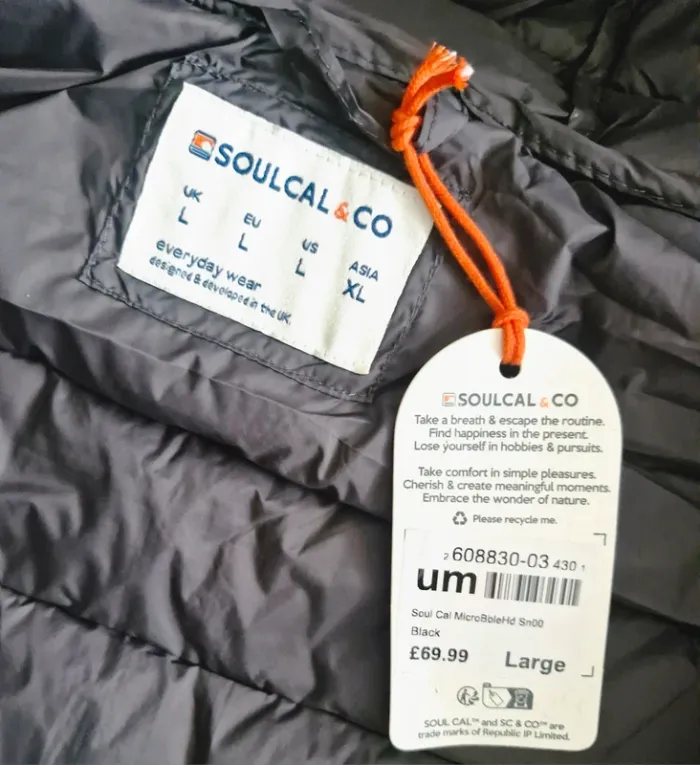 SOULCAL&CO
UK EU US ASIA
L L L XL
everyday wear
designed & developed in the UK.
SOULCAL&CO
Take a breath & escape the routine.
Find happiness in the present.
Lose yourself in hobbies & pursuits.
Take comfort in simple pleasures.
Cherish & create meaningful moments.
Embrace the wonder of nature.
Please recycle me.
2 608830-03 430 1
um
Soul Cal MicroBbleHd Sn00
Black
£69.99 Large
SOUL CAL™ and SC & CO™ are
trade marks of Republic IP Limited.